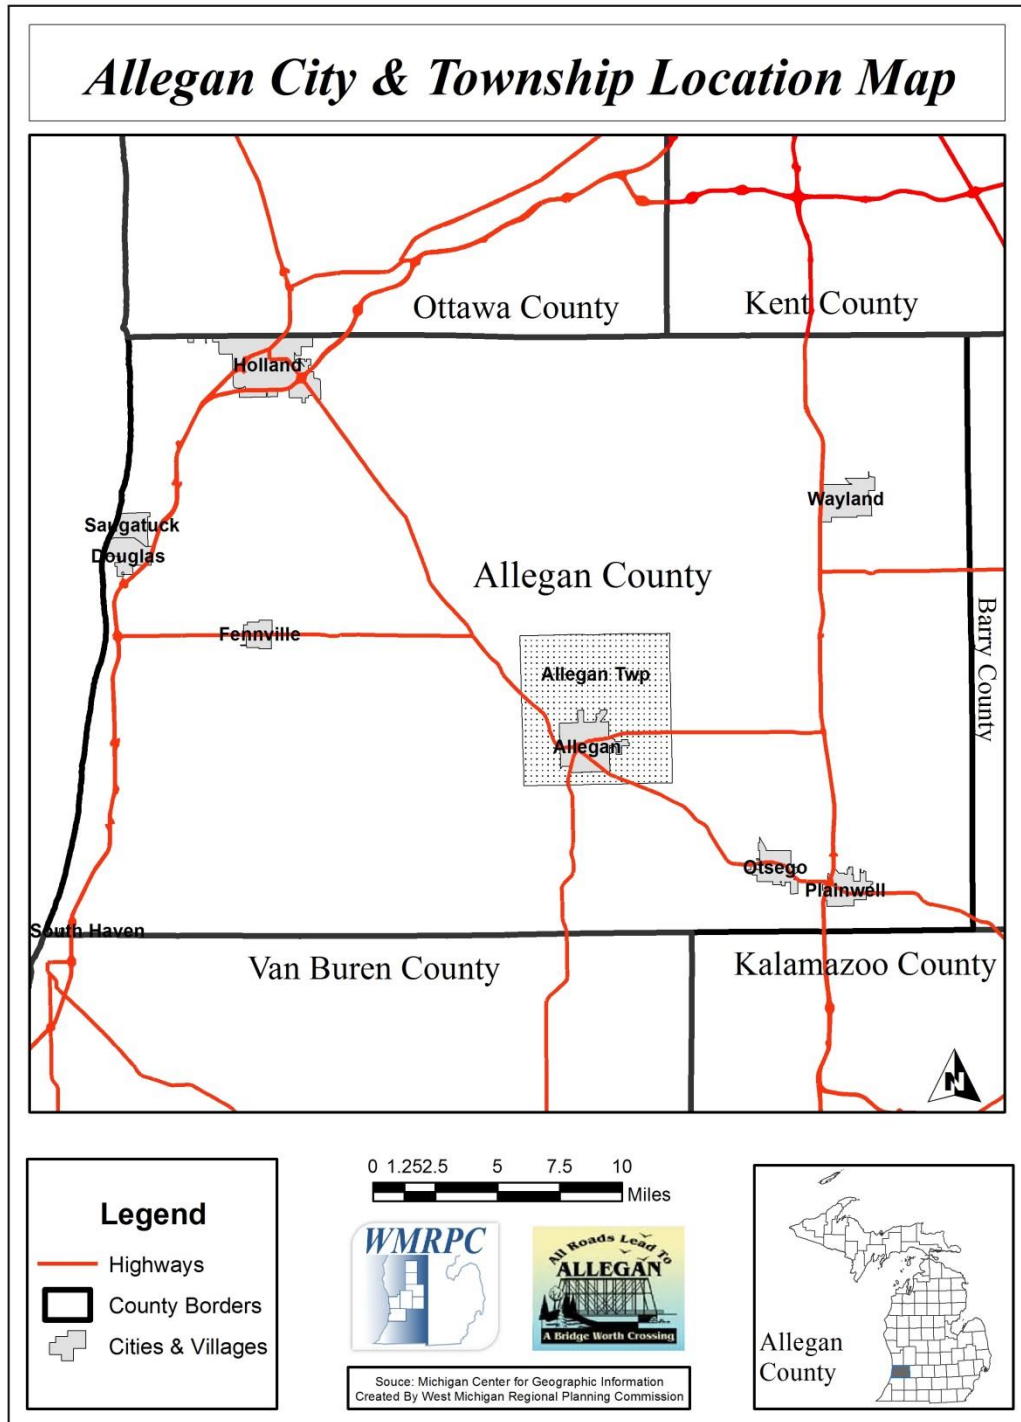 Allegan City & Township Location Map
Ottawa County
Kent County
Holland
Wayland
Saugatuck
Douglas
Allegan County
Fennville
Barry County
Allegan Twp
Allegan
Otsego
Plainwell
South Haven
Van Buren County
Kalamazoo County
N
0 1.25 2.5 5 7.5 10
Miles
Legend
Highways
County Borders
Cities & Villages
WMRPC
All Roads Lead To
ALLEGAN
A Bridge Worth Crossing
Souce: Michigan Center for Geographic Information
Created By West Michigan Regional Planning Commission
Allegan
County